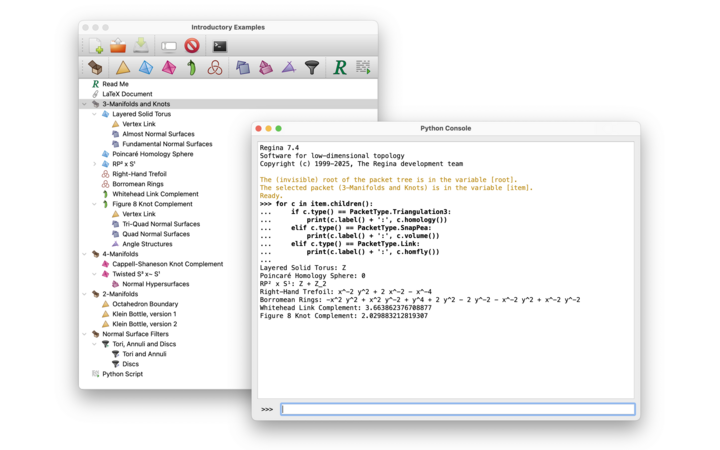 Introductory Examples
Read Me
LaTeX Document
3-Manifolds and Knots
Layered Solid Torus
Vertex Link
Almost Normal Surfaces
Fundamental Normal Surfaces
Poincaré Homology Sphere
RP² x S¹
Right-Hand Trefoil
Borromean Rings
Whitehead Link Complement
Figure 8 Knot Complement
Vertex Link
Tri-Quad Normal Surfaces
Quad Normal Surfaces
Angle Structures
4-Manifolds
Cappell-Shaneson Knot Complement
Twisted S³ x~ S¹
Normal Hypersurfaces
2-Manifolds
Octahedron Boundary
Klein Bottle, version 1
Klein Bottle, version 2
Normal Surface Filters
Tori, Annuli and Discs
Tori and Annuli
Discs
Python Script
Python Console
Regina 7.4
Software for low-dimensional topology
Copyright (c) 1999-2025, The Regina development team
The (invisible) root of the packet tree is in the variable [root].
The selected packet (3-Manifolds and Knots) is in the variable [item].
Ready.
>>> for c in item.children():
...     if c.type() == PacketType.Triangulation3:
...         print(c.label() + ':', c.homology())
...     elif c.type() == PacketType.SnapPea:
...         print(c.label() + ':', c.volume())
...     elif c.type() == PacketType.Link:
...         print(c.label() + ':', c.homfly())
...
Layered Solid Torus: Z
Poincaré Homology Sphere: 0
RP² x S¹: Z + Z_2
Right-Hand Trefoil: x^-2 y^2 + 2 x^-2 - x^-4
Borromean Rings: -x^2 y^2 + x^2 y^-2 + y^4 + 2 y^2 - 2 y^-2 - x^-2 y^2 + x^-2 y^-2
Whitehead Link Complement: 3.663862376708877
Figure 8 Knot Complement: 2.029883212819307
>>>